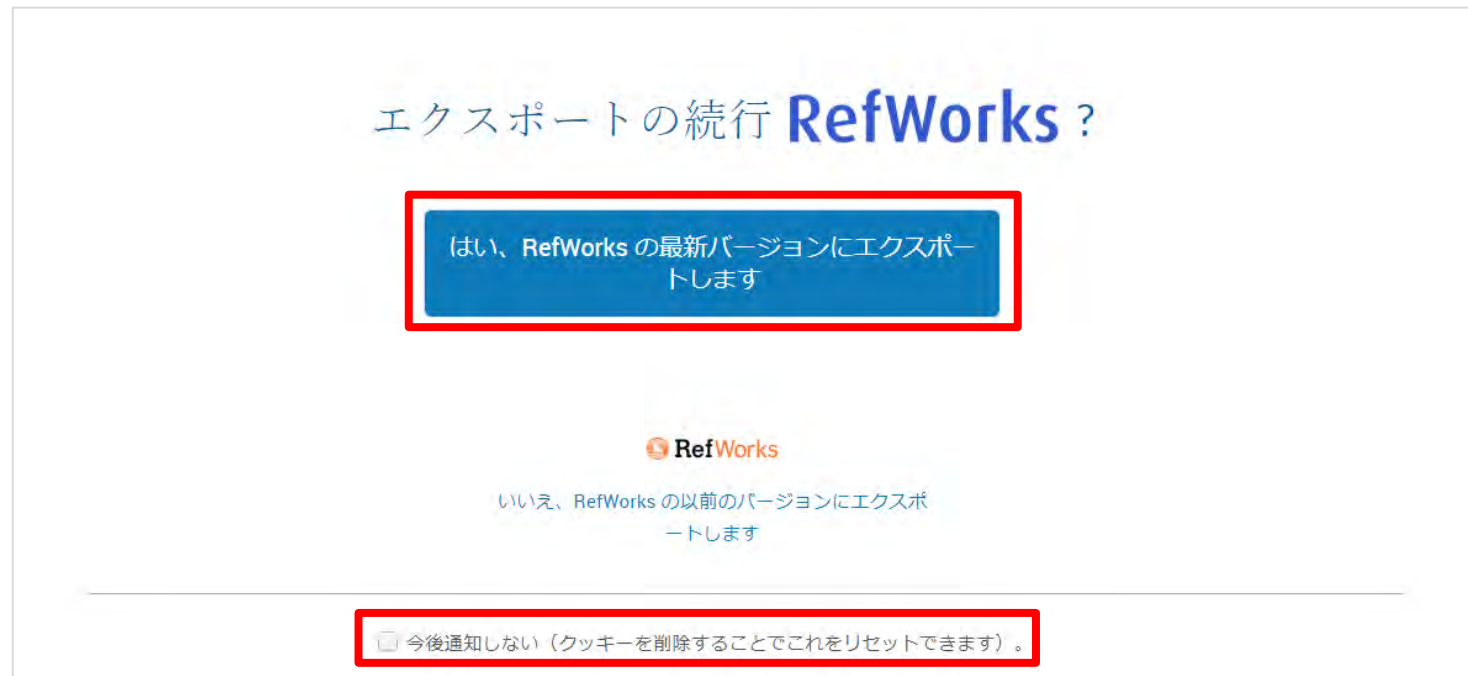 エクスポートの続行 RefWorks ?
はい、RefWorks の最新バージョンにエクスポー
トします
RefWorks
いいえ、RefWorks の以前のバージョンにエクスポ
ートします
今後通知しない（クッキーを削除することでこれをリセットできます）。